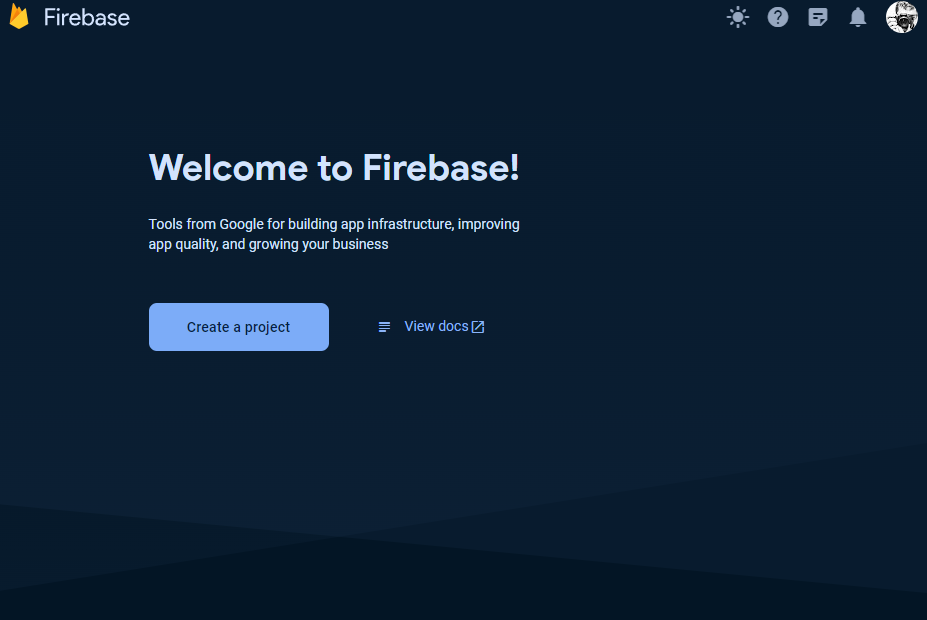 Firebase
Welcome to Firebase!
Tools from Google for building app infrastructure, improving
app quality, and growing your business
Create a project
View docs